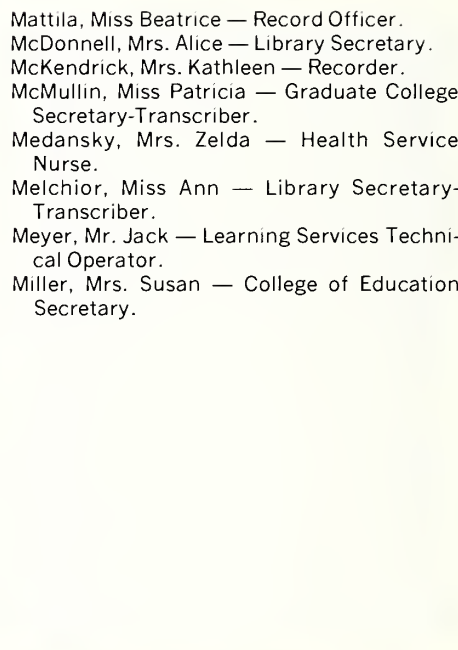 Mattila, Miss Beatrice — Record Officer.
McDonnell, Mrs. Alice — Library Secretary.
McKendrick, Mrs. Kathleen — Recorder.
McMullin, Miss Patricia — Graduate College
Secretary-Transcriber.
Medansky, Mrs. Zelda — Health Service
Nurse.
Melchior, Miss Ann — Library Secretary-
Transcriber.
Meyer, Mr. Jack — Learning Services Techni-
cal Operator.
Miller, Mrs. Susan — College of Education
Secretary.